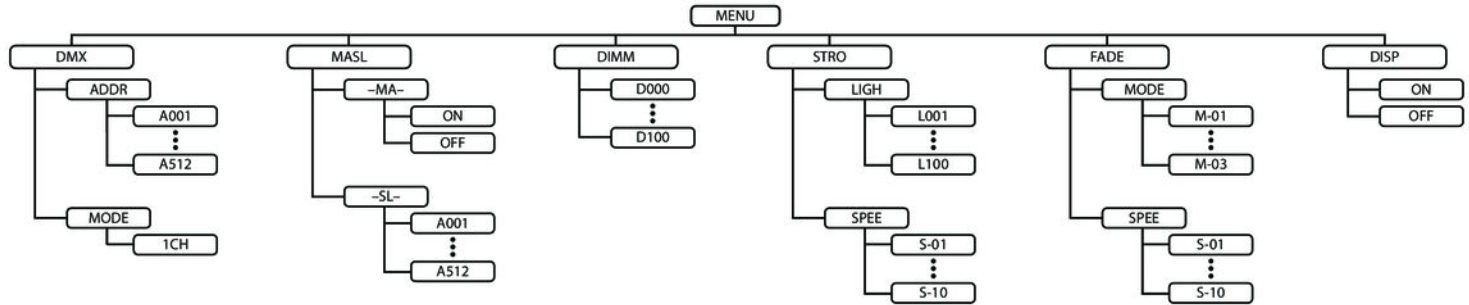 MENU
DMX
ADDR
A001
A512
MODE
1CH
MASL
–MA–
ON
OFF
–SL–
A001
A512
DIMM
D000
D100
STRO
LIGH
L001
L100
SPEE
S-01
S-10
FADE
MODE
M-01
M-03
SPEE
S-01
S-10
DISP
ON
OFF